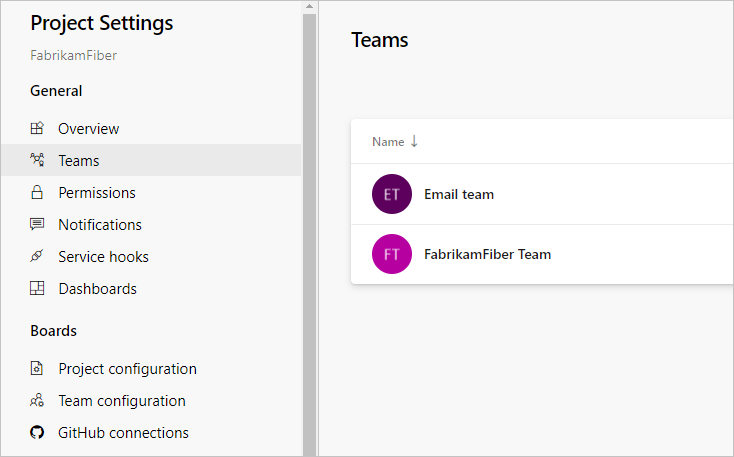 Project Settings
FabrikamFiber
General
Overview
Teams
Permissions
Notifications
Service hooks
Dashboards
Boards
Project configuration
Team configuration
GitHub connections
Teams
Name ↓
ET Email team
FT FabrikamFiber Team